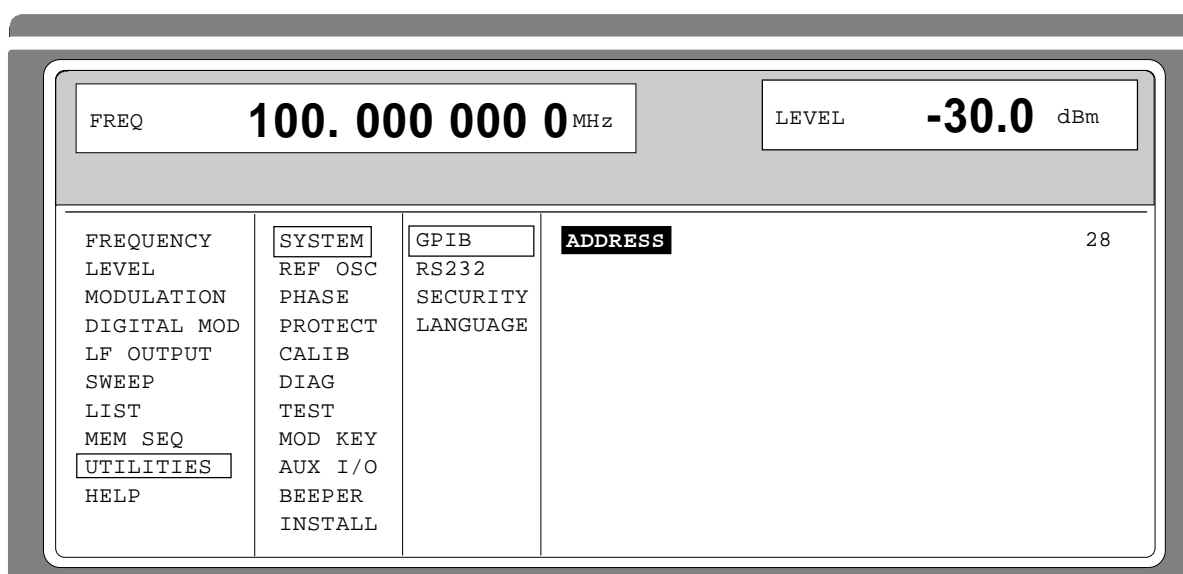 FREQ 100. 000 000 0 MHz
LEVEL -30.0 dBm
FREQUENCY SYSTEM GPIB ADDRESS 28
LEVEL REF OSC RS232
MODULATION PHASE SECURITY
DIGITAL MOD PROTECT LANGUAGE
LF OUTPUT CALIB
SWEEP DIAG
LIST TEST
MEM SEQ MOD KEY
UTILITIES AUX I/O
HELP BEEPER
INSTALL